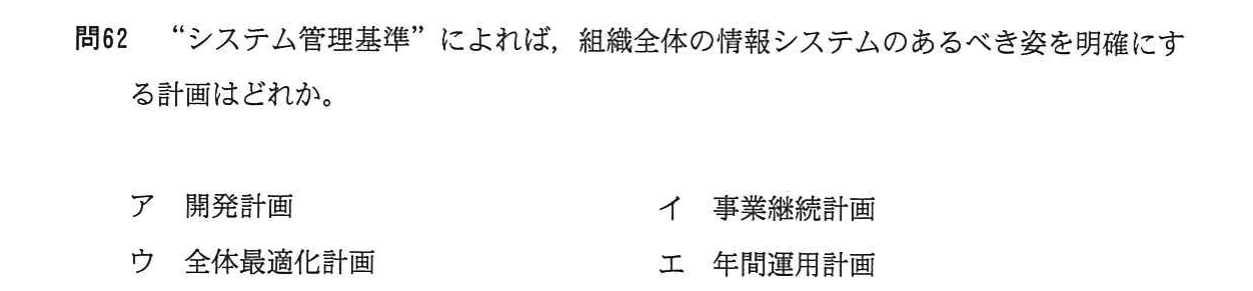 問62 “システム管理基準”によれば，組織全体の情報システムのあるべき姿を明確にす
る計画はどれか。
ア 開発計画 イ 事業継続計画
ウ 全体最適化計画 エ 年間運用計画